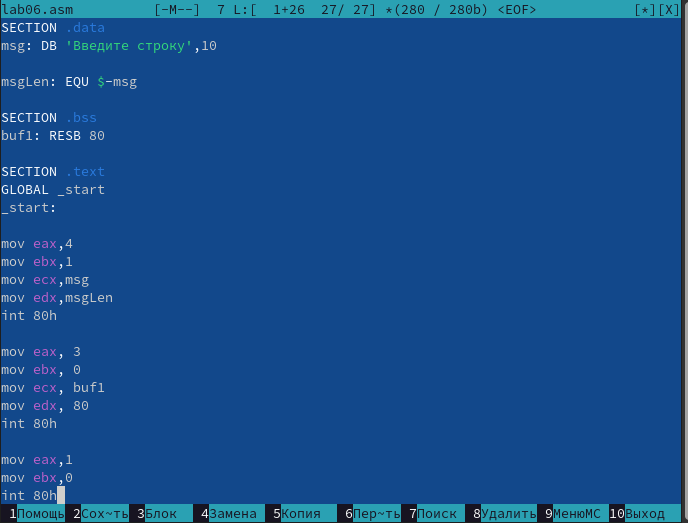 lab06.asm [-M--] 7 L:[ 1+26 27/ 27] *(280 / 280b) <EOF> [*][X]
SECTION .data
msg: DB 'Введите строку',10
msgLen: EQU $-msg
SECTION .bss
buf1: RESB 80
SECTION .text
GLOBAL _start
_start:
mov eax,4
mov ebx,1
mov ecx,msg
mov edx,msgLen
int 80h
mov eax, 3
mov ebx, 0
mov ecx, buf1
mov edx, 80
int 80h
mov eax,1
mov ebx,0
int 80h
1Помощь 2Сох~ть 3Блок 4Замена 5Копия 6Пер~ть 7Поиск 8Удалить 9МенюMC 10Выход